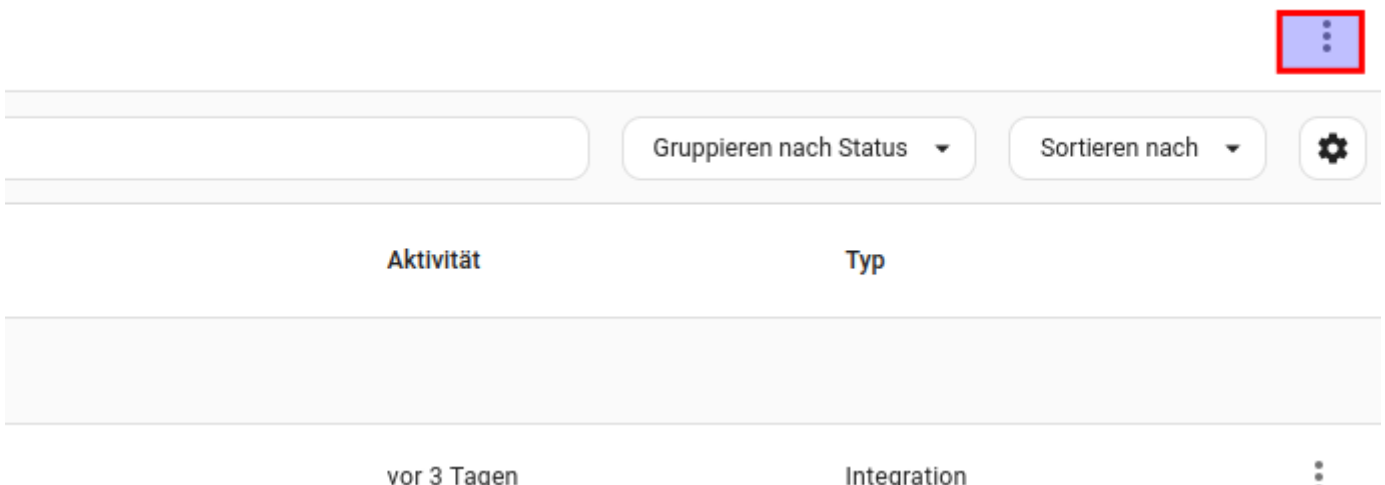 Gruppieren nach Status Sortieren nach
Aktivität Typ
vor 3 Tagen Integration